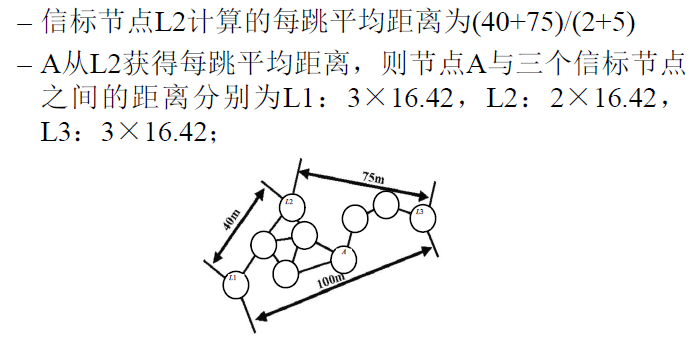 – 信标节点L2计算的每跳平均距离为(40+75)/(2+5)
– A从L2获得每跳平均距离，则节点A与三个信标节点
之间的距离分别为L1：3×16.42，L2：2×16.42，
L3：3×16.42；
75m
L2
40m
L3
A
L1
100m